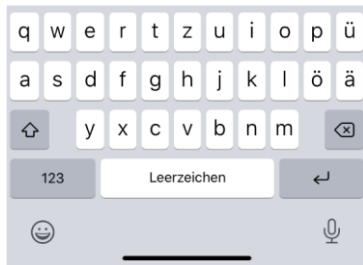 q w e r t z u i o p ü
a s d f g h j k l ö ä
y x c v b n m
123 Leerzeichen